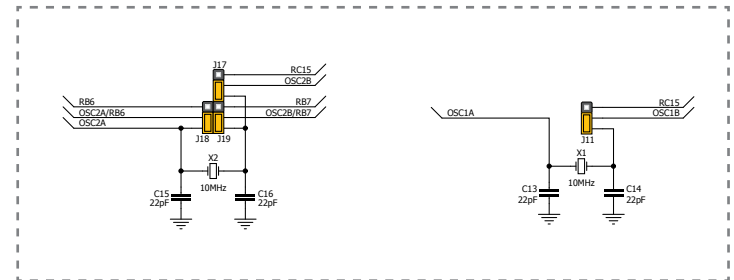 J17
RC15
OSC2B
RB6
RB7
OSC2A/RB6
OSC2B/RB7
OSC2A
J18
J19
X2
10MHz
C15
22pF
C16
22pF
OSC1A
RC15
OSC1B
J11
X1
10MHz
C13
22pF
C14
22pF